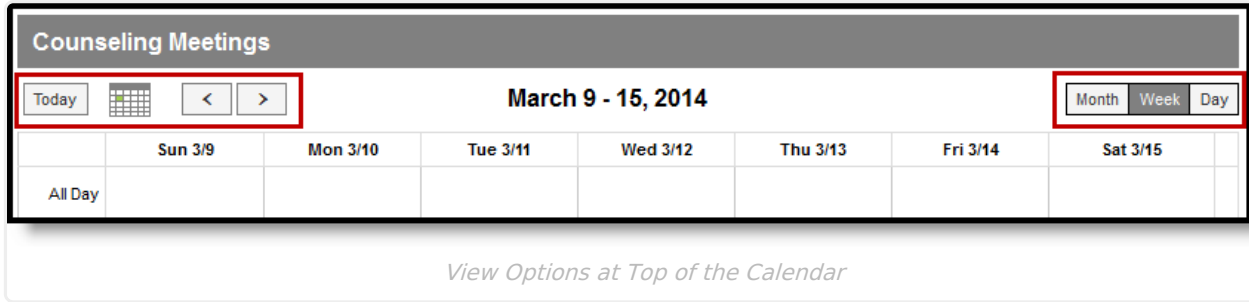 Counseling Meetings
Today < > March 9 - 15, 2014 Month Week Day
Sun 3/9 Mon 3/10 Tue 3/11 Wed 3/12 Thu 3/13 Fri 3/14 Sat 3/15
All Day
View Options at Top of the Calendar